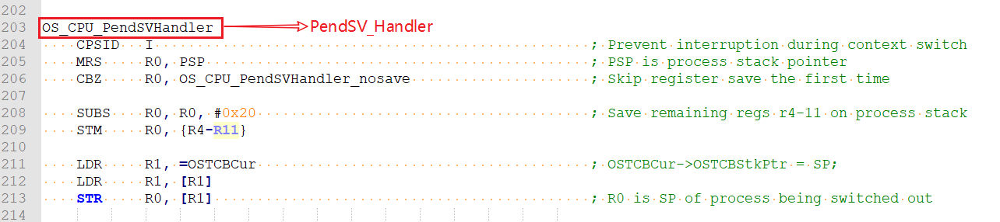 202
203 OS_CPU_PendSVHandler PendSV_Handler
204 CPSID I ; Prevent interruption during context switch
205 MRS R0, PSP ; PSP is process stack pointer
206 CBZ R0, OS_CPU_PendSVHandler_nosave ; Skip register save the first time
207
208 SUBS R0, R0, #0x20 ; Save remaining regs r4-11 on process stack
209 STM R0, {R4-R11}
210
211 LDR R1, =OSTCBCur ; OSTCBCur->OSTCBStkPtr = SP;
212 LDR R1, [R1]
213 STR R0, [R1] ; R0 is SP of process being switched out
214